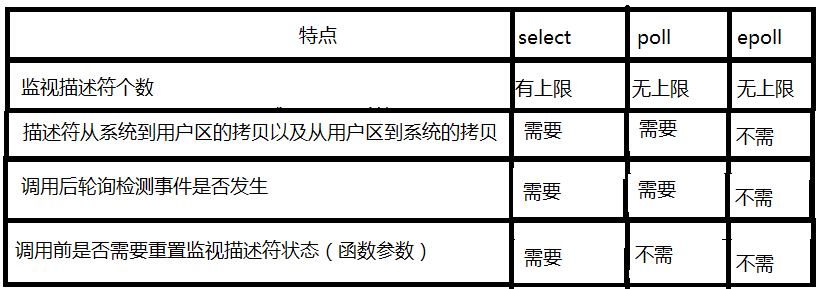 特点 select poll epoll
监视描述符个数 有上限 无上限 无上限
描述符从系统到用户区的拷贝以及从用户区到系统的拷贝 需要 需要 不需
调用后轮询检测事件是否发生 需要 需要 不需
调用前是否需要重置监视描述符状态（函数参数） 需要 不需 不需